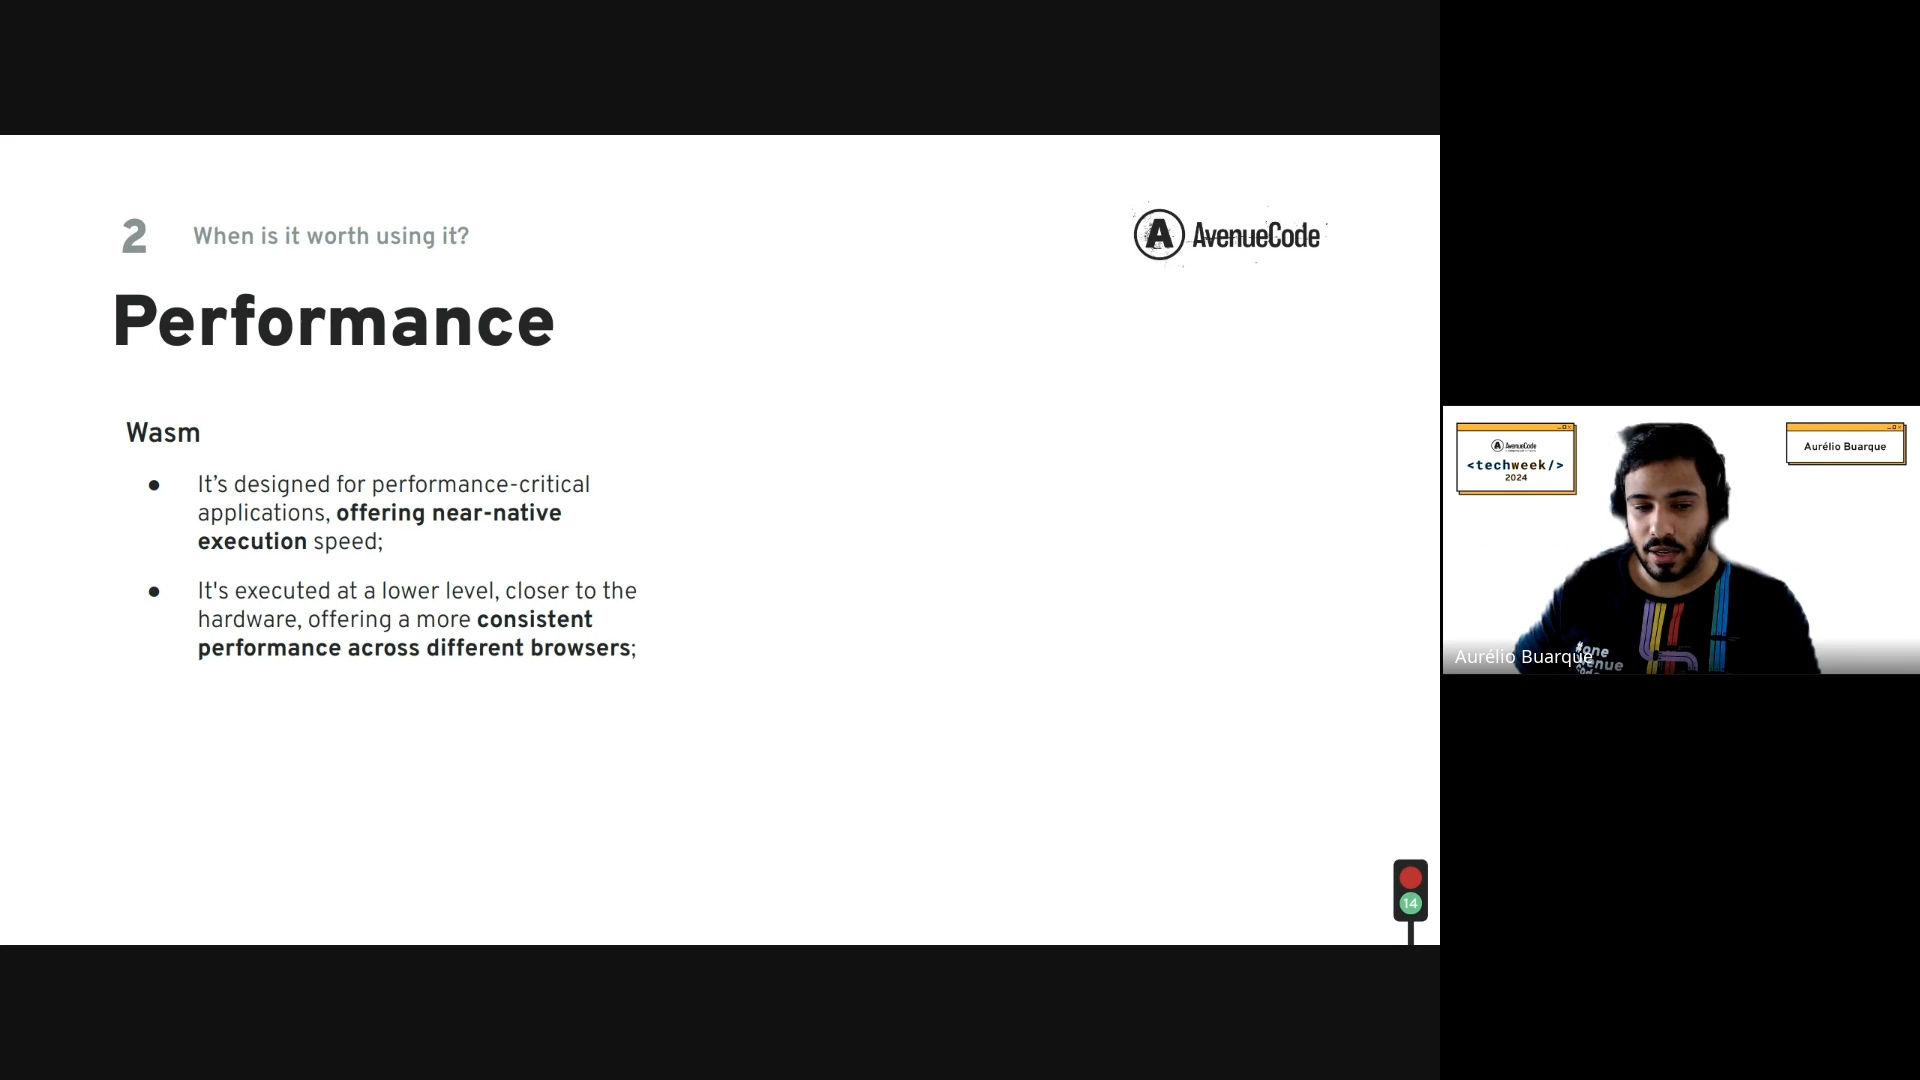 2 When is it worth using it?
AvenueCode
Performance
Wasm
● It’s designed for performance-critical
applications, offering near-native
execution speed;
● It's executed at a lower level, closer to the
hardware, offering a more consistent
performance across different browsers;
14
AvenueCode
<techweek/>
2024
Aurélio Buarque
#one
Aurélio Buarque